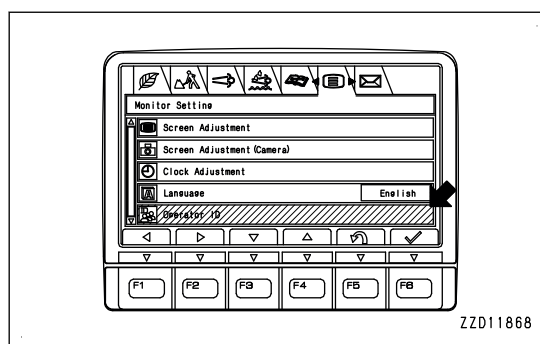 Monitor Setting
Screen Adjustment
Screen Adjustment (Camera)
Clock Adjustment
A Language English
Operator ID
F1 F2 F3 F4 F5 F6
ZZD11868